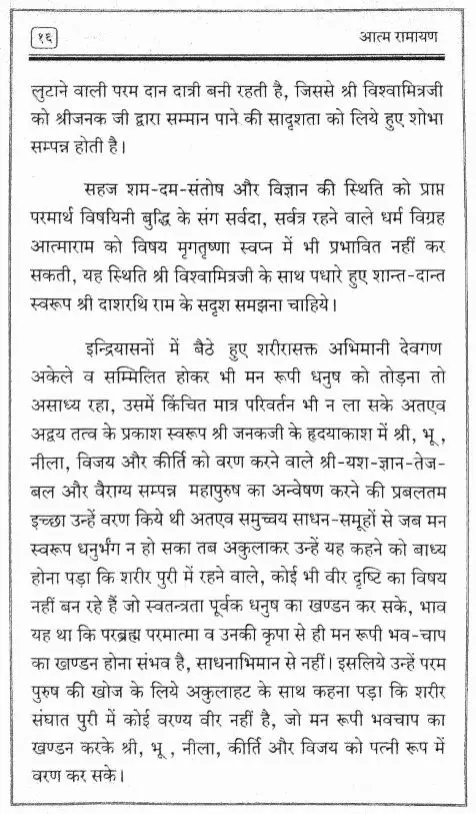 १६
आत्म रामायण
लुटाने वाली परम दान दात्री बनी रहती है, जिससे श्री विश्वामित्रजी
को श्रीजनक जी द्वारा सम्मान पाने की सादृशता को लिये हुए शोभा
सम्पन्न होती है।
सहज शम-दम-संतोष और विज्ञान की स्थिति को प्राप्त
परमार्थ विषयिनी बुद्धि के संग सर्वदा, सर्वत्र रहने वाले धर्म विग्रह
आत्माराम को विषय मृगतृष्णा स्वप्न में भी प्रभावित नहीं कर
सकती, यह स्थिति श्री विश्वामित्रजी के साथ पधारे हुए शान्त-दान्त
स्वरूप श्री दाशरथि राम के सदृश समझना चाहिये।
इन्द्रियासनों में बैठे हुए शरीरासक्त अभिमानी देवगण
अकेले व सम्मिलित होकर भी मन रूपी धनुष को तोड़ना तो
असाध्य रहा, उसमें किंचित मात्र परिवर्तन भी न ला सके अतएव
अद्वय तत्व के प्रकाश स्वरूप श्री जनकजी के हृदयाकाश में श्री, भू ,
नीला, विजय और कीर्ति को वरण करने वाले श्री-यश-ज्ञान-तेज-
बल और वैराग्य सम्पन्न महापुरुष का अन्वेषण करने की प्रबलतम
इच्छा उन्हें वरण किये थी अतएव समुच्चय साधन-समूहों से जब मन
स्वरूप धनुर्भंग न हो सका तब अकुलाकर उन्हें यह कहने को बाध्य
होना पड़ा कि शरीर पुरी में रहने वाले, कोई भी वीर दृष्टि का विषय
नहीं बन रहे हैं जो स्वतन्त्रता पूर्वक धनुष का खण्डन कर सके, भाव
यह था कि परब्रह्म परमात्मा व उनकी कृपा से ही मन रूपी भव-चाप
का खण्डन होना संभव है, साधनाभिमान से नहीं। इसलिये उन्हें परम
पुरुष की खोज के लिये अकुलाहट के साथ कहना पड़ा कि शरीर
संघात पुरी में कोई वरण्य वीर नहीं है, जो मन रूपी भवचाप का
खण्डन करके श्री, भू , नीला, कीर्ति और विजय को पत्नी रूप में
वरण कर सके।